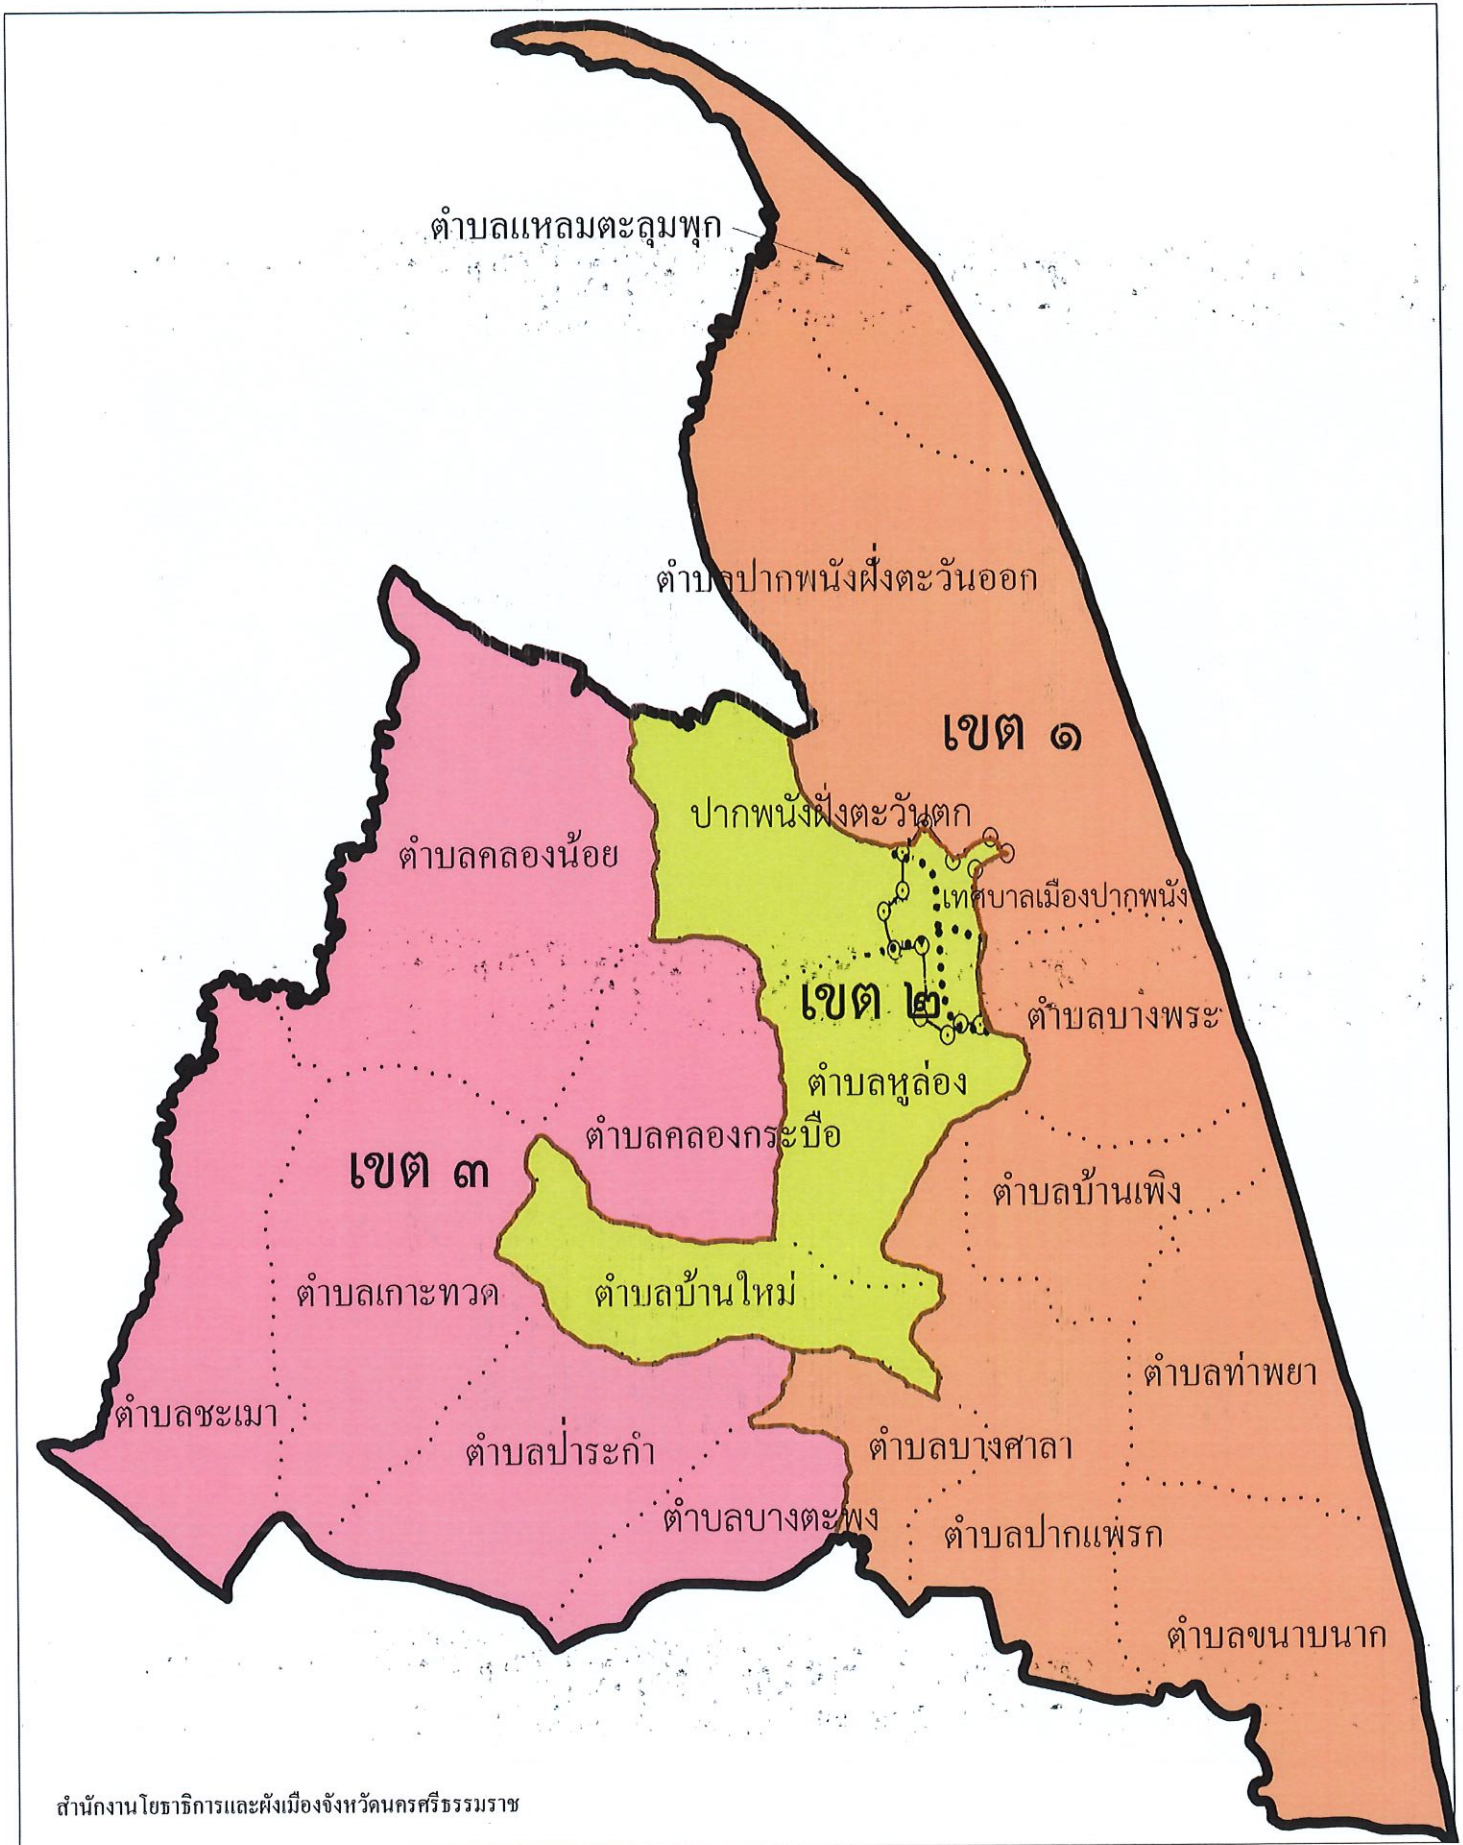 ตำบลแหลมตะลุมพุก
ตำบลปากพนังฝั่งตะวันออก
เขต ๑
ปากพนังฝั่งตะวันตก
ตำบลคลองน้อย
เทศบาลเมืองปากพนัง
เขต ๒
ตำบลบางพระ
ตำบลหูล่อง
ตำบลคลองกระบือ
เขต ๓
ตำบลบ้านเพิง
ตำบลเกาะทวด
ตำบลบ้านใหม่
ตำบลท่าพยา
ตำบลชะเมา
ตำบลป่าระกำ
ตำบลบางศาลา
ตำบลบางตะพง
ตำบลปากแพรก
ตำบลขนาบนาก
สำนักงานโยธาธิการและผังเมืองจังหวัดนครศรีธรรมราช